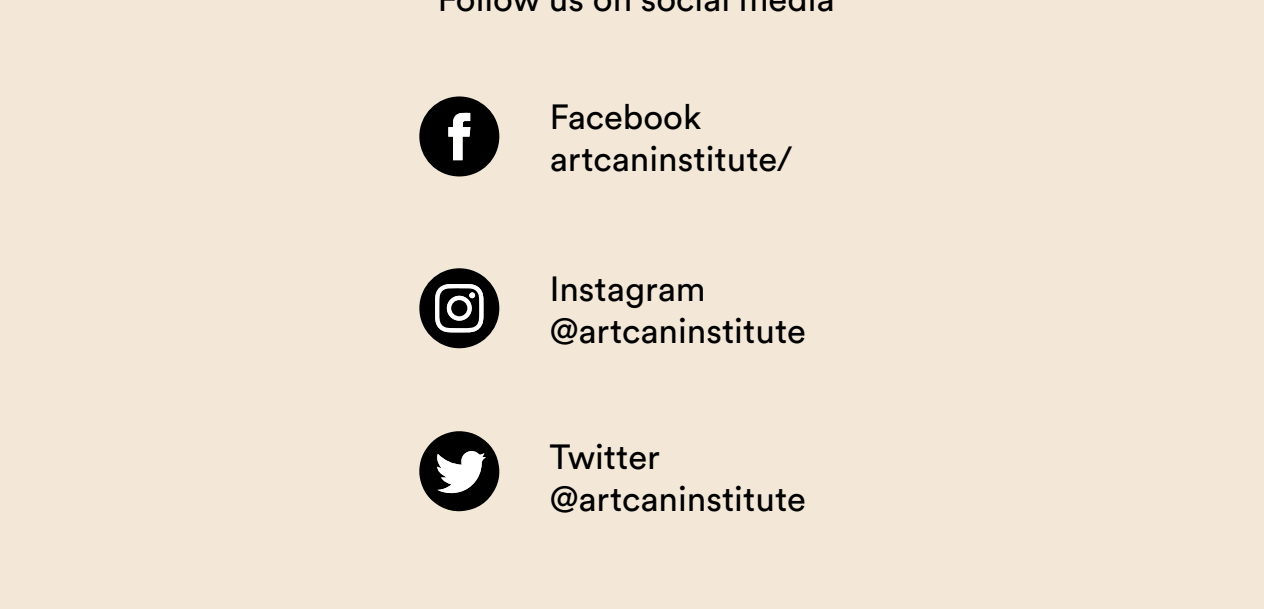 Follow us on social media
Facebook
artcaninstitute/
Instagram
@artcaninstitute
Twitter
@artcaninstitute